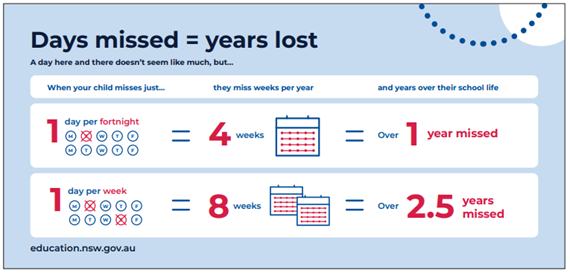 Days missed = years lost
A day here and there doesn’t seem like much, but...
When your child misses just... they miss weeks per year and years over their school life
1 day per fortnight = 4 weeks = Over 1 year missed
M T W T F
M T W T F
1 day per week = 8 weeks = Over 2.5 years missed
M T W T F
M T W T F
education.nsw.gov.au